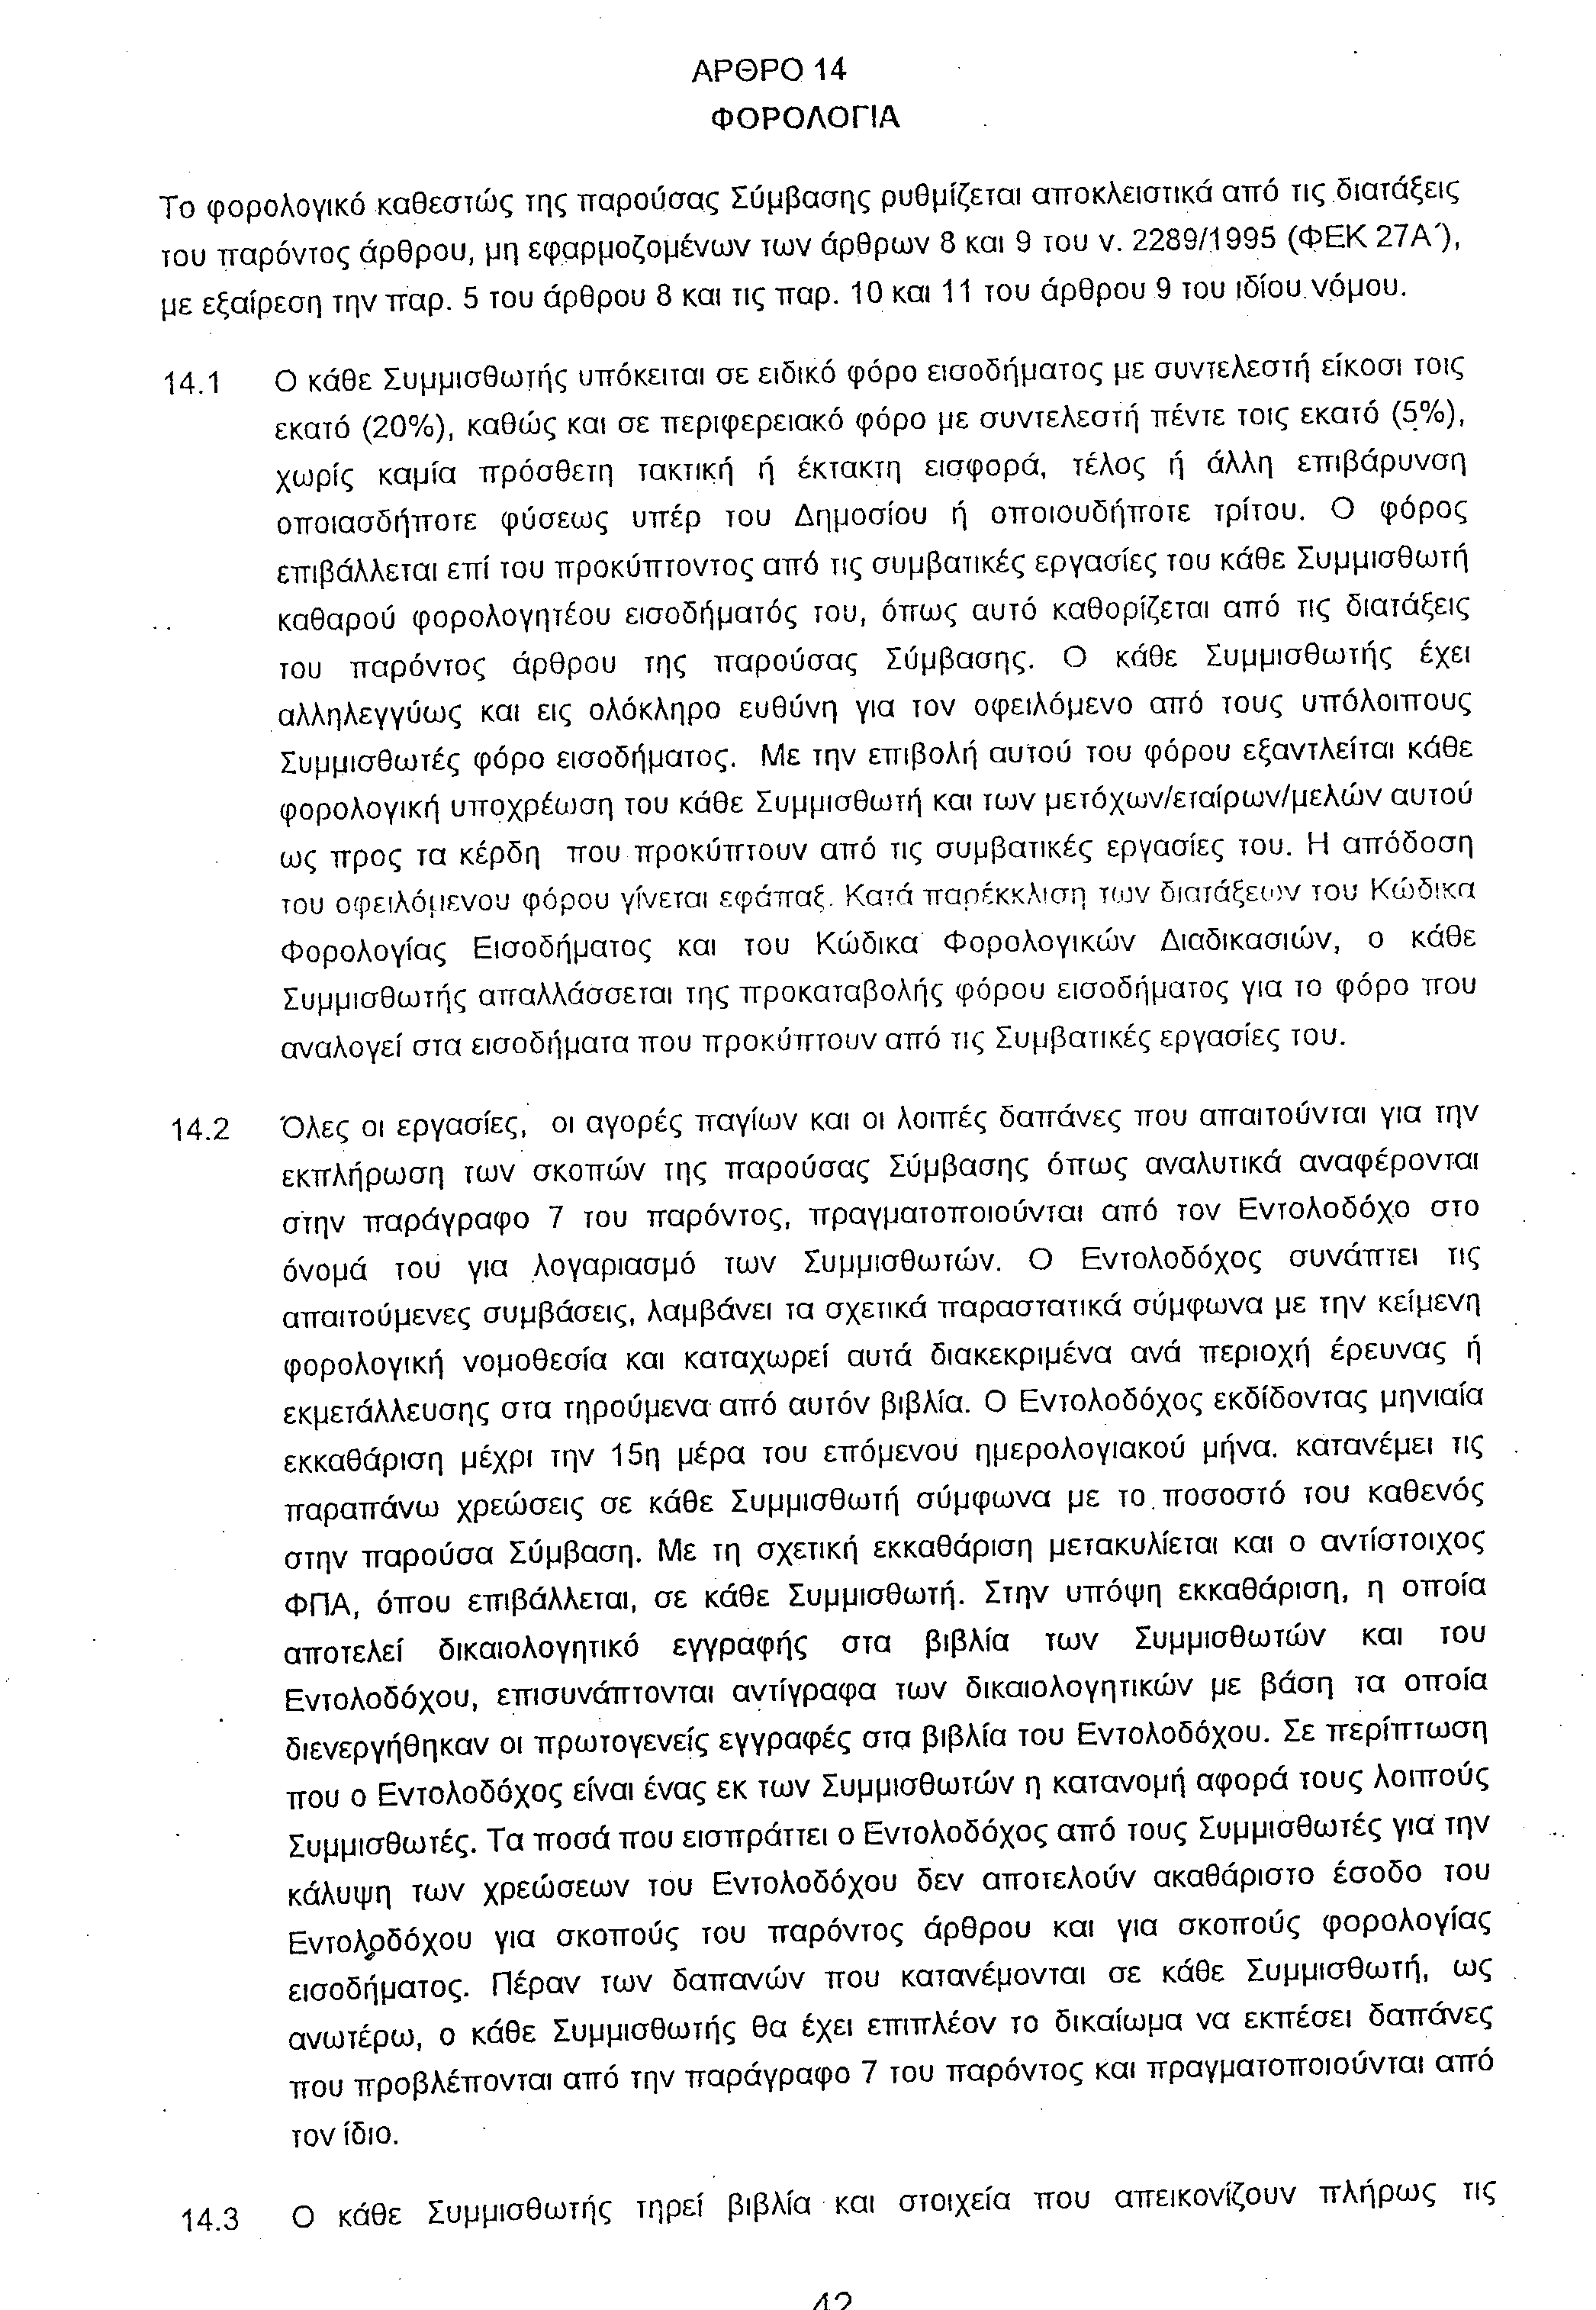 ΑΡΘΡΟ 14
ΦΟΡΟΛΟΓΙΑ
Το φορολογικό καθεστώς της παρούσας Σύμβασης ρυθμίζεται αποκλειστικά από τις διατάξεις
του παρόντος άρθρου, μη εφαρμοζομένων των άρθρων 8 και 9 του ν. 2289/1995 (ΦΕΚ 27Α΄),
με εξαίρεση την παρ. 5 του άρθρου 8 και τις παρ. 10 και 11 του άρθρου 9 του ιδίου νόμου.
14.1 Ο κάθε Συμμισθωτής υπόκειται σε ειδικό φόρο εισοδήματος με συντελεστή είκοσι τοις
εκατό (20%), καθώς και σε περιφερειακό φόρο με συντελεστή πέντε τοις εκατό (5%),
χωρίς καμία πρόσθετη τακτική ή έκτακτη εισφορά, τέλος ή άλλη επιβάρυνση
οποιασδήποτε φύσεως υπέρ του Δημοσίου ή οποιουδήποτε τρίτου. Ο φόρος
επιβάλλεται επί του προκύπτοντος από τις συμβατικές εργασίες του κάθε Συμμισθωτή
καθαρού φορολογητέου εισοδήματός του, όπως αυτό καθορίζεται από τις διατάξεις
του παρόντος άρθρου της παρούσας Σύμβασης. Ο κάθε Συμμισθωτής έχει
αλληλεγγύως και εις ολόκληρο ευθύνη για τον οφειλόμενο από τους υπόλοιπους
Συμμισθωτές φόρο εισοδήματος. Με την επιβολή αυτού του φόρου εξαντλείται κάθε
φορολογική υποχρέωση του κάθε Συμμισθωτή και των μετόχων/εταίρων/μελών αυτού
ως προς τα κέρδη που προκύπτουν από τις συμβατικές εργασίες του. Η απόδοση
του οφειλόμενου φόρου γίνεται εφάπαξ. Κατά παρέκκλιση των διατάξεων του Κώδικα
Φορολογίας Εισοδήματος και του Κώδικα Φορολογικών Διαδικασιών, ο κάθε
Συμμισθωτής απαλλάσσεται της προκαταβολής φόρου εισοδήματος για το φόρο που
αναλογεί στα εισοδήματα που προκύπτουν από τις Συμβατικές εργασίες του.
14.2 Όλες οι εργασίες, οι αγορές παγίων και οι λοιπές δαπάνες που απαιτούνται για την
εκπλήρωση των σκοπών της παρούσας Σύμβασης όπως αναλυτικά αναφέρονται
στην παράγραφο 7 του παρόντος, πραγματοποιούνται από τον Εντολοδόχο στο
όνομά του για λογαριασμό των Συμμισθωτών. Ο Εντολοδόχος συνάπτει τις
απαιτούμενες συμβάσεις, λαμβάνει τα σχετικά παραστατικά σύμφωνα με την κείμενη
φορολογική νομοθεσία και καταχωρεί αυτά διακεκριμένα ανά περιοχή έρευνας ή
εκμετάλλευσης στα τηρούμενα από αυτόν βιβλία. Ο Εντολοδόχος εκδίδοντας μηνιαία
εκκαθάριση μέχρι την 15η μέρα του επόμενου ημερολογιακού μήνα. κατανέμει τις
παραπάνω χρεώσεις σε κάθε Συμμισθωτή σύμφωνα με το ποσοστό του καθενός
στην παρούσα Σύμβαση. Με τη σχετική εκκαθάριση μετακυλίεται και ο αντίστοιχος
ΦΠΑ, όπου επιβάλλεται, σε κάθε Συμμισθωτή. Στην υπόψη εκκαθάριση, η οποία
αποτελεί δικαιολογητικό εγγραφής στα βιβλία των Συμμισθωτών και του
Εντολοδόχου, επισυνάπτονται αντίγραφα των δικαιολογητικών με βάση τα οποία
διενεργήθηκαν οι πρωτογενείς εγγραφές στα βιβλία του Εντολοδόχου. Σε περίπτωση
που ο Εντολοδόχος είναι ένας εκ των Συμμισθωτών η κατανομή αφορά τους λοιπούς
Συμμισθωτές. Τα ποσά που εισπράττει ο Εντολοδόχος από τους Συμμισθωτές για την
κάλυψη των χρεώσεων του Εντολοδόχου δεν αποτελούν ακαθάριστο έσοδο του
Εντολοδόχου για σκοπούς του παρόντος άρθρου και για σκοπούς φορολογίας
εισοδήματος. Πέραν των δαπανών που κατανέμονται σε κάθε Συμμισθωτή, ως
ανωτέρω, ο κάθε Συμμισθωτής θα έχει επιπλέον το δικαίωμα να εκπέσει δαπάνες
που προβλέπονται από την παράγραφο 7 του παρόντος και πραγματοποιούνται από
τον ίδιο.
14.3 Ο κάθε Συμμισθωτής τηρεί βιβλία και στοιχεία που απεικονίζουν πλήρως τις
42